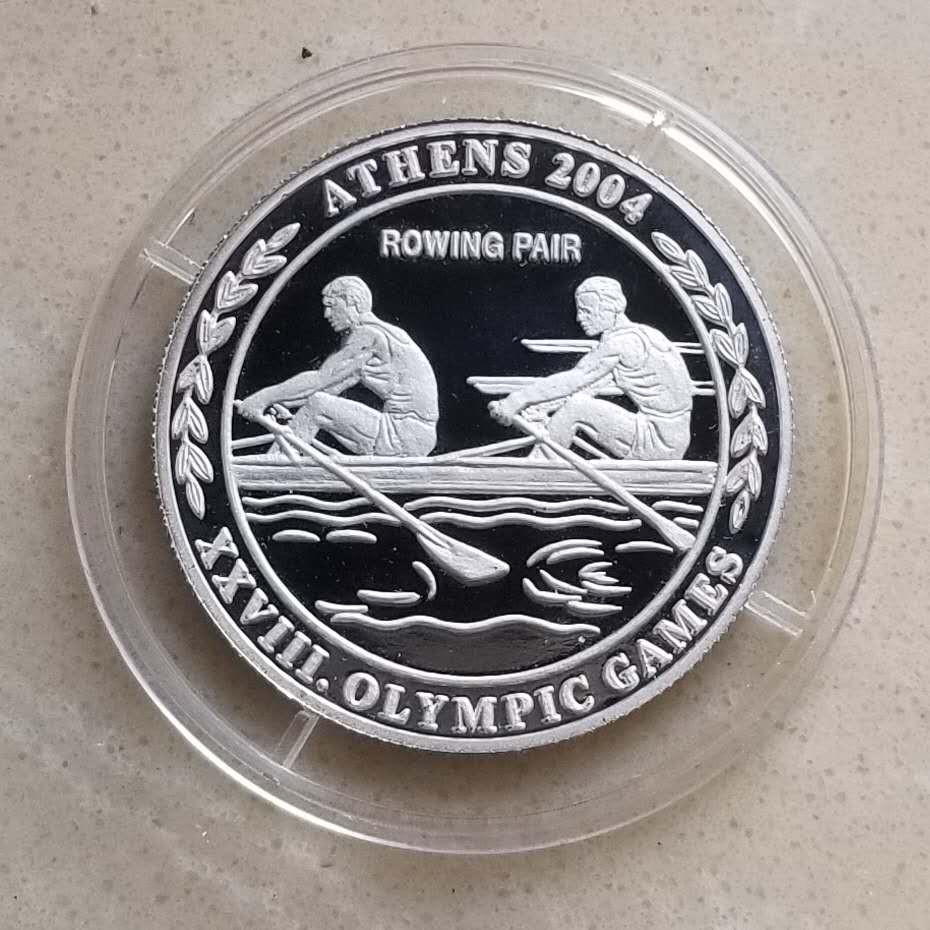 ATHENS 2004
ROWING PAIR
XXVIII. OLYMPIC GAMES